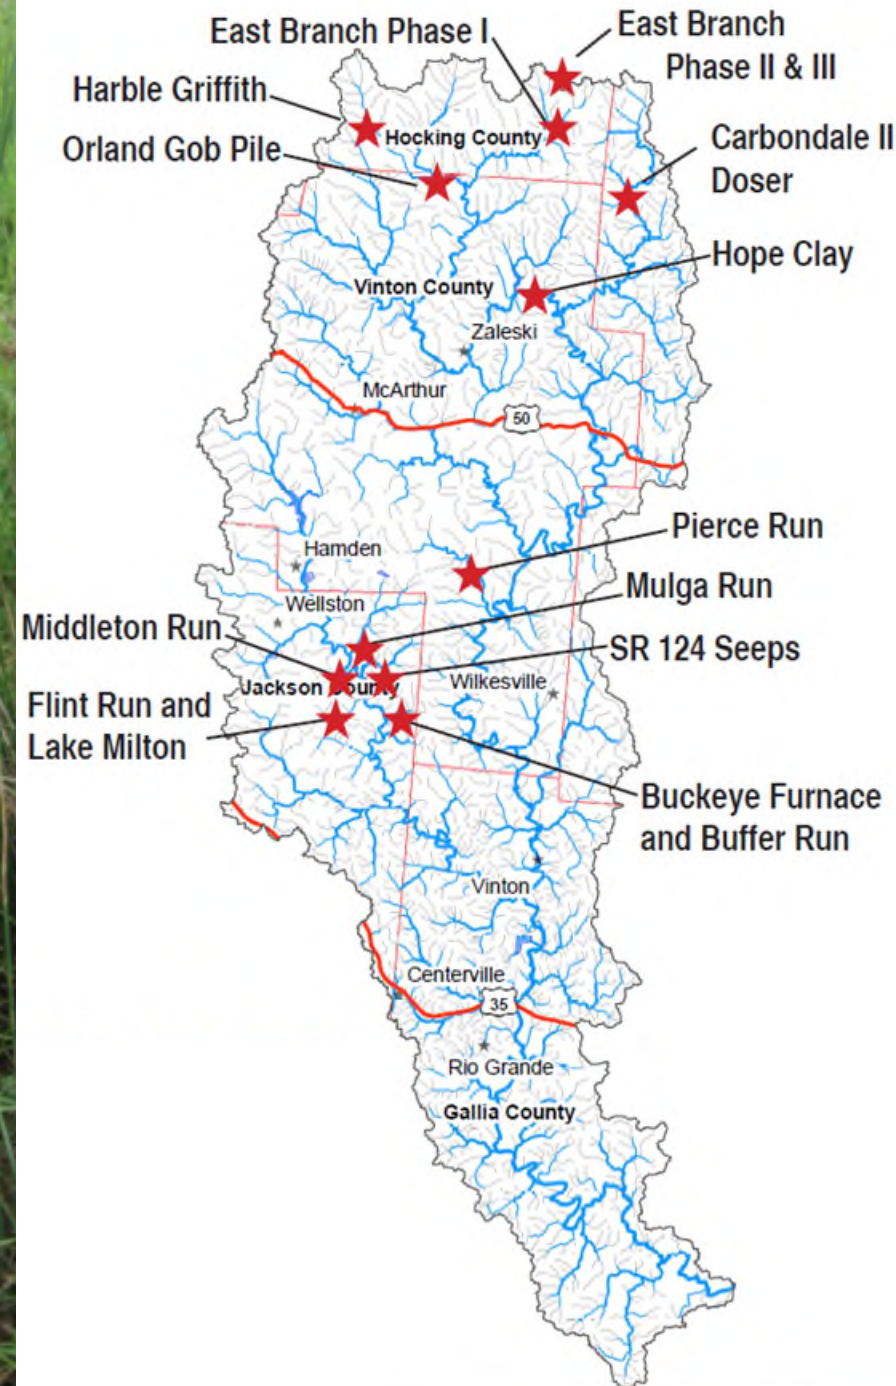 East Branch Phase I
East Branch
Phase II & III
Harble Griffith
Hocking County
Orland Gob Pile
Carbondale II
Doser
Hope Clay
Vinton County
Zaleski
McArthur
50
Pierce Run
Hamden
Mulga Run
Wellston
Middleton Run
SR 124 Seeps
Jackson County
Wilkesville
Flint Run and
Lake Milton
Buckeye Furnace
and Buffer Run
Vinton
Centerville
35
Rio Grande
Gallia County